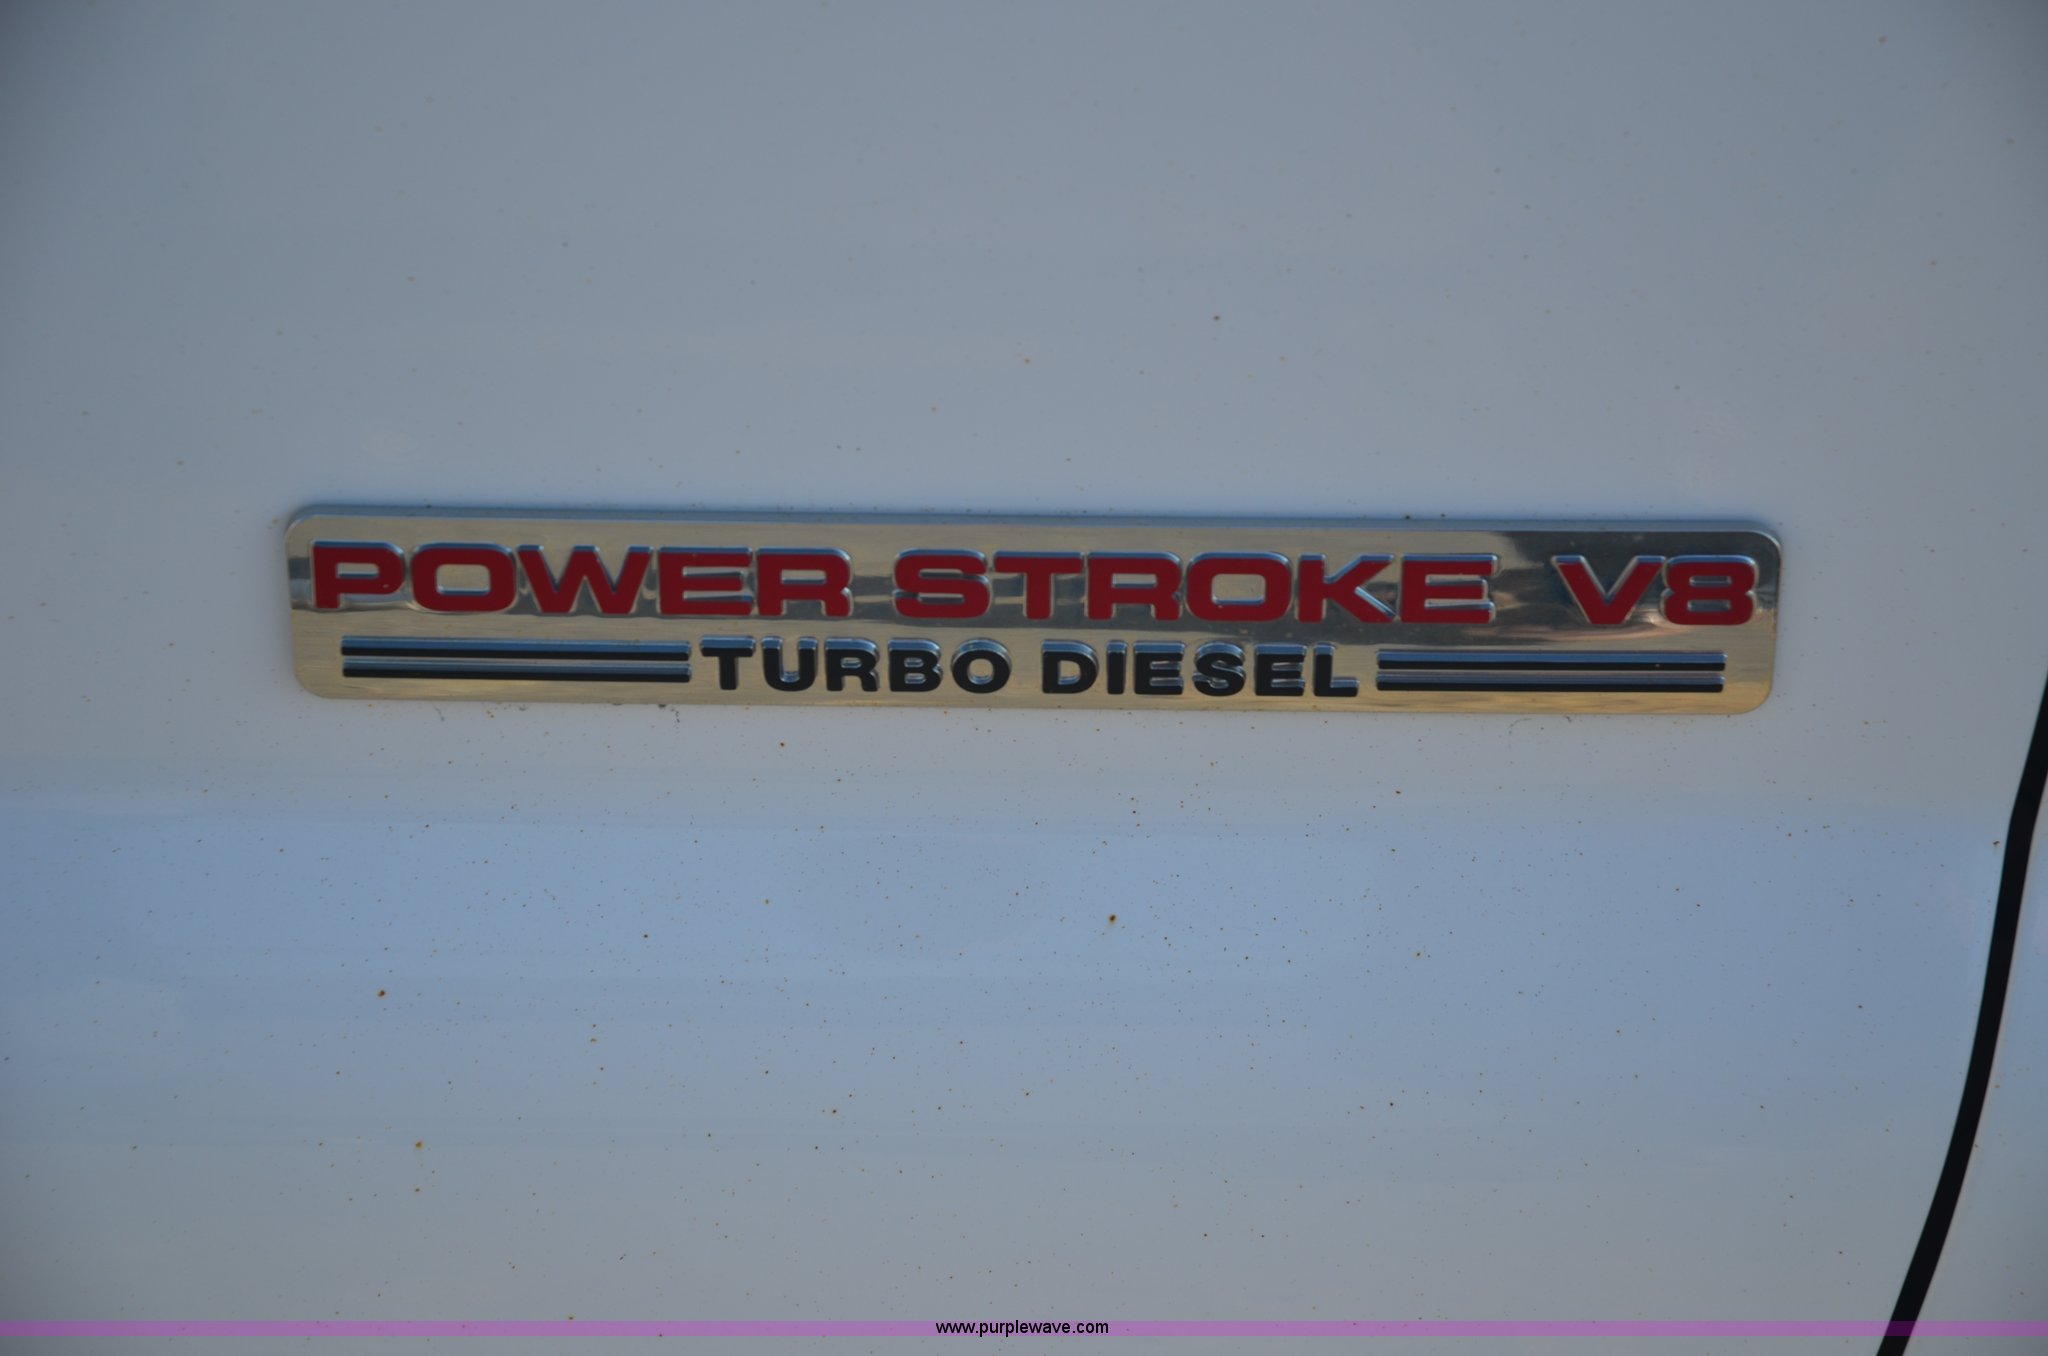 POWER STROKE V8
TURBO DIESEL
www.purplewave.com